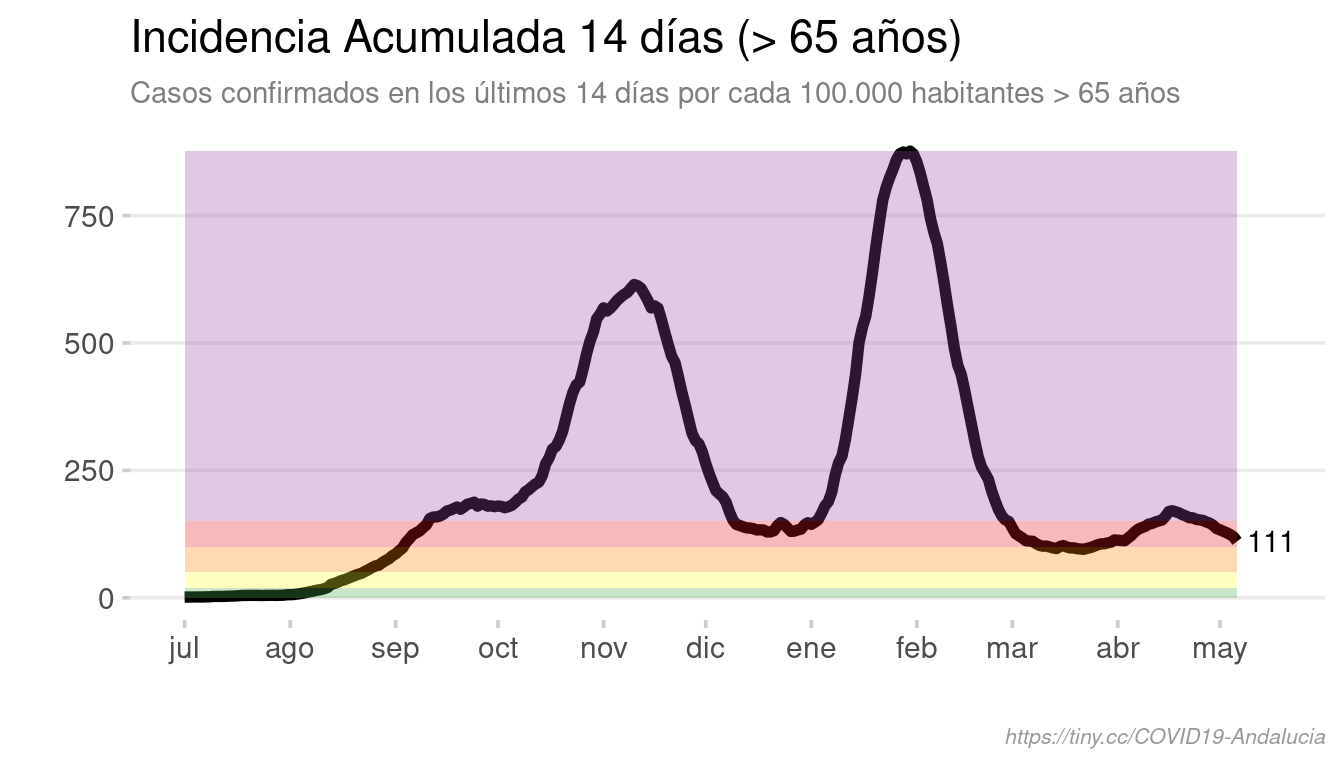 Incidencia Acumulada 14 días (> 65 años)
Casos confirmados en los últimos 14 días por cada 100.000 habitantes > 65 años
750
500
250
0
111
jul ago sep oct nov dic ene feb mar abr may
https://tiny.cc/COVID19-Andalucia